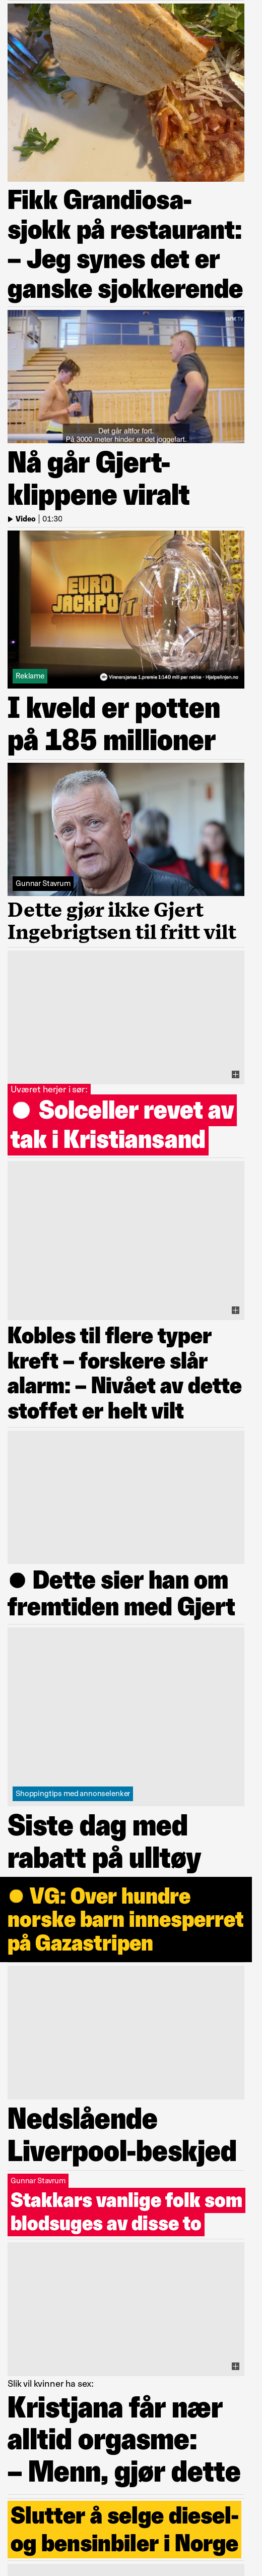 Fikk Grandiosa-
sjokk på restaurant:
– Jeg synes det er
ganske sjokkerende
NRK TV
Det går altfor fort.
På 3000 meter hinder er det joggefart.
Nå går Gjert-
klippene viralt
Video | 01:30
EURO
JACKPOT
Reklame
Vinnersjanse 1.premie 1:140 mill per rekke - Hjelpelinjen.no
I kveld er potten
på 185 millioner
Gunnar Stavrum
Dette gjør ikke Gjert
Ingebrigtsen til fritt vilt
Uværet herjer i sør:
● Solceller revet av
tak i Kristiansand
Kobles til flere typer
kreft – forskere slår
alarm: – Nivået av dette
stoffet er helt vilt
● Dette sier han om
fremtiden med Gjert
Shoppingtips med annonselenker
Siste dag med
rabatt på ulltøy
● VG: Over hundre
norske barn innesperret
på Gazastripen
Nedslående
Liverpool-beskjed
Gunnar Stavrum
Stakkars vanlige folk som
blodsuges av disse to
Slik vil kvinner ha sex:
Kristjana får nær
alltid orgasme:
– Menn, gjør dette
Slutter å selge diesel-
og bensinbiler i Norge